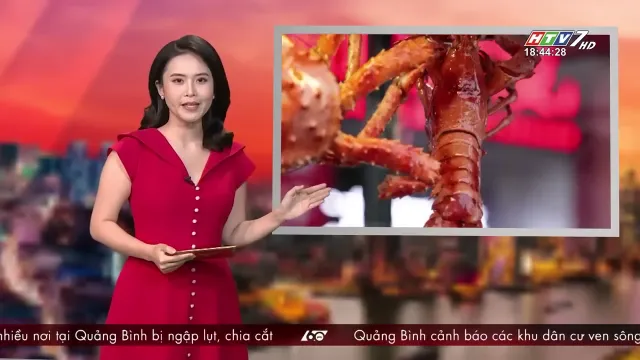 HTV7 HD
18:44:28
nhiều nơi tại Quảng Bình bị ngập lụt, chia cắt
60
Quảng Bình cảnh báo các khu dân cư ven sông